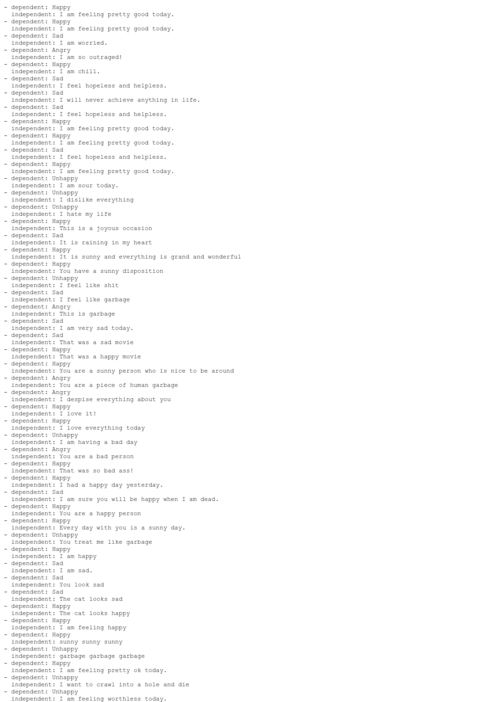 - dependent: Happy
independent: I am feeling pretty good today.
- dependent: Happy
independent: I am feeling pretty good today.
- dependent: Sad
independent: I am worried.
- dependent: Angry
independent: I am so outraged!
- dependent: Happy
independent: I am chill.
- dependent: Sad
independent: I feel hopeless and helpless.
- dependent: Sad
independent: I will never achieve anything in life.
- dependent: Sad
independent: I feel hopeless and helpless.
- dependent: Happy
independent: I am feeling pretty good today.
- dependent: Happy
independent: I am feeling pretty good today.
- dependent: Sad
independent: I feel hopeless and helpless.
- dependent: Happy
independent: I am feeling pretty good today.
- dependent: Unhappy
independent: I am sour today.
- dependent: Unhappy
independent: I dislike everything
- dependent: Unhappy
independent: I hate my life
- dependent: Happy
independent: This is a joyous occasion
- dependent: Sad
independent: It is raining in my heart
- dependent: Happy
independent: It is sunny and everything is grand and wonderful
- dependent: Happy
independent: You have a sunny disposition
- dependent: Unhappy
independent: I feel like shit
- dependent: Sad
independent: I feel like garbage
- dependent: Angry
independent: This is garbage
- dependent: Sad
independent: I am very sad today.
- dependent: Sad
independent: That was a sad movie
- dependent: Happy
independent: That was a happy movie
- dependent: Happy
independent: You are a sunny person who is nice to be around
- dependent: Angry
independent: You are a piece of human garbage
- dependent: Angry
independent: I despise everything about you
- dependent: Happy
independent: I love it!
- dependent: Happy
independent: I love everything today
- dependent: Unhappy
independent: I am having a bad day
- dependent: Angry
independent: You are a bad person
- dependent: Happy
independent: That was so bad ass!
- dependent: Happy
independent: I had a happy day yesterday.
- dependent: Sad
independent: I am sure you will be happy when I am dead.
- dependent: Happy
independent: You are a happy person
- dependent: Happy
independent: Every day with you is a sunny day.
- dependent: Unhappy
independent: You treat me like garbage
- dependent: Happy
independent: I am happy
- dependent: Sad
independent: I am sad.
- dependent: Sad
independent: You look sad
- dependent: Sad
independent: The cat looks sad
- dependent: Happy
independent: The cat looks happy
- dependent: Happy
independent: I am feeling happy
- dependent: Happy
independent: sunny sunny sunny
- dependent: Unhappy
independent: garbage garbage garbage
- dependent: Happy
independent: I am feeling pretty ok today.
- dependent: Unhappy
independent: I want to crawl into a hole and die
- dependent: Unhappy
independent: I am feeling worthless today.